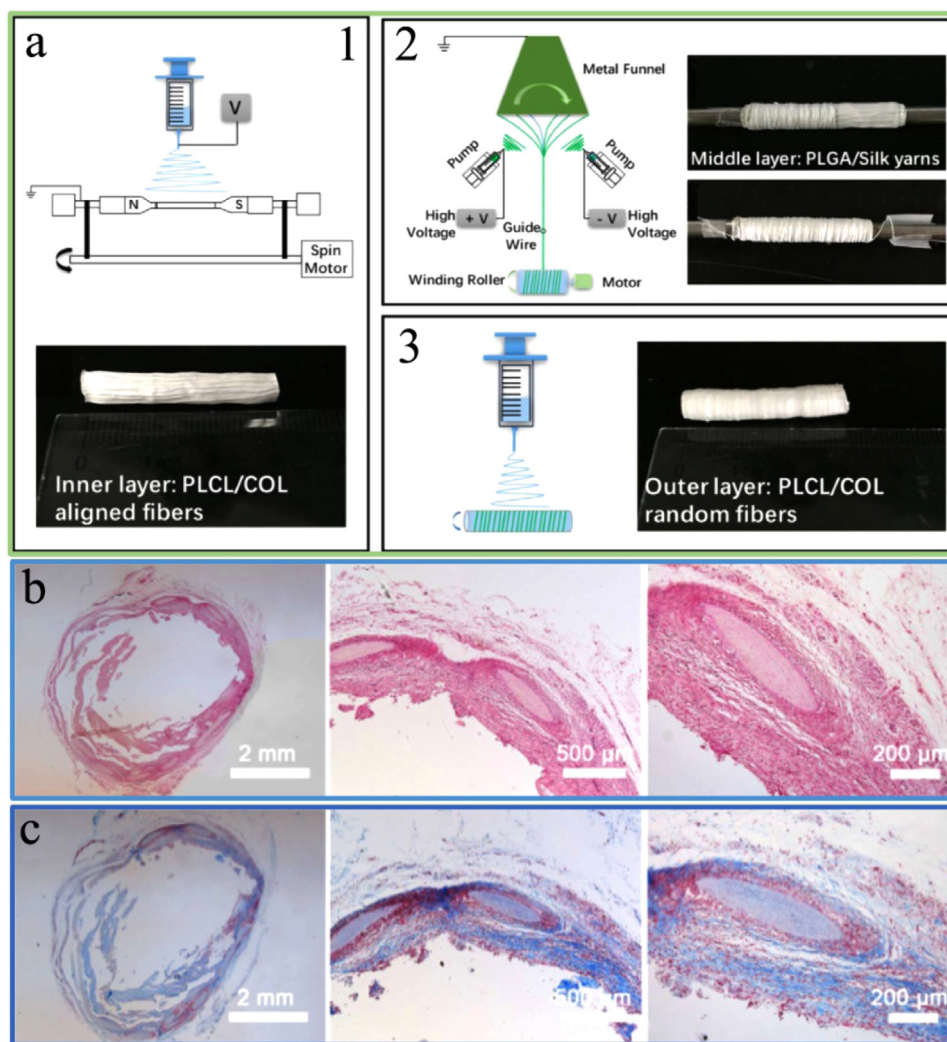 a
1
V
N
S
Spin
Motor
Inner layer: PLCL/COL
aligned fibers
2
Metal Funnel
Pump
Pump
High
Voltage
+ V
- V
High
Voltage
Guide
Wire
Winding Roller
Motor
Middle layer: PLGA/Silk yarns
3
Outer layer: PLCL/COL
random fibers
b
2 mm
500 µm
200 µm
c
2 mm
500 µm
200 µm